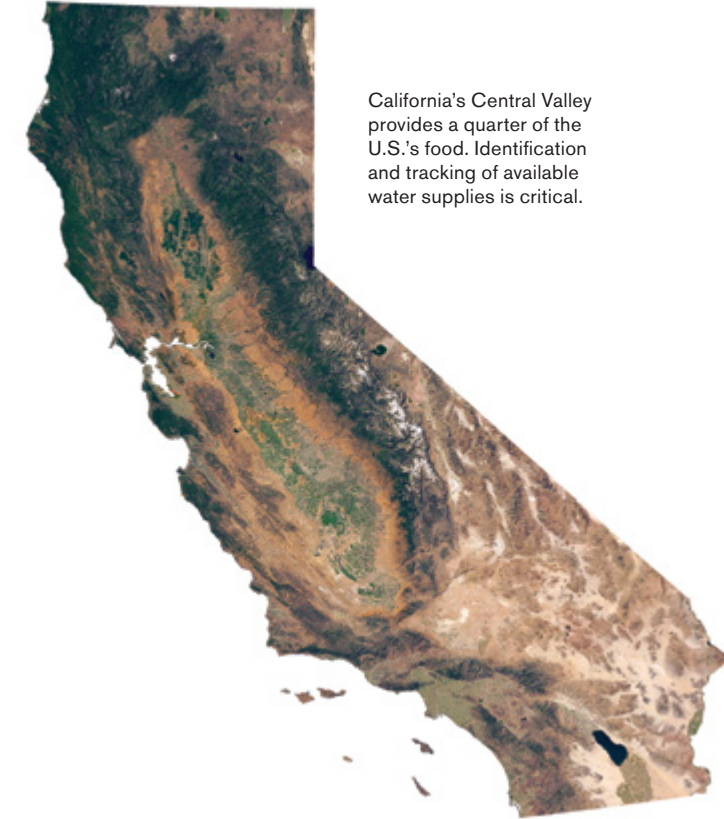 California’s Central Valley
provides a quarter of the
U.S.’s food. Identification
and tracking of available
water supplies is critical.